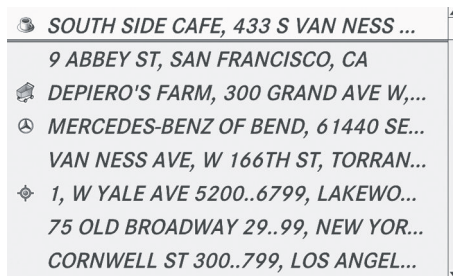 SOUTH SIDE CAFE, 433 S VAN NESS ...
9 ABBEY ST, SAN FRANCISCO, CA
DEPIERO'S FARM, 300 GRAND AVE W,...
MERCEDES-BENZ OF BEND, 61440 SE...
VAN NESS AVE, W 166TH ST, TORRAN...
1, W YALE AVE 5200..6799, LAKEWO...
75 OLD BROADWAY 29..99, NEW YOR...
CORNWELL ST 300..799, LOS ANGEL...